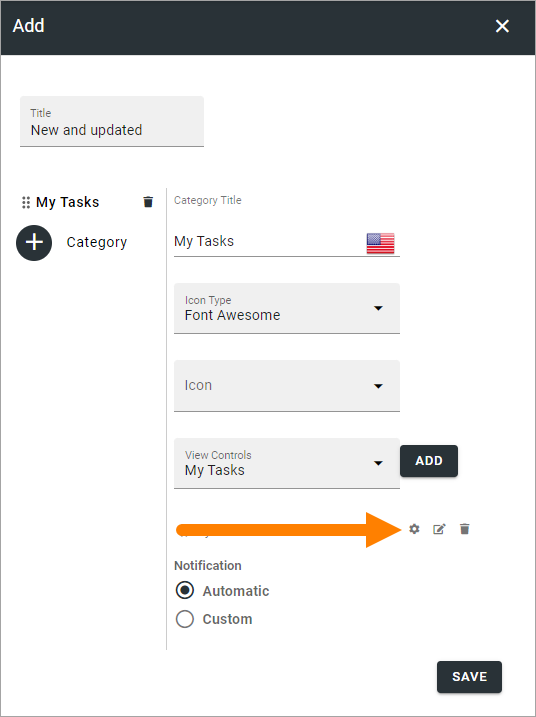 Add
Title
New and updated
My Tasks
Category
Category Title
My Tasks
Icon Type
Font Awesome
Icon
View Controls
My Tasks
ADD
Notification
Automatic
Custom
SAVE